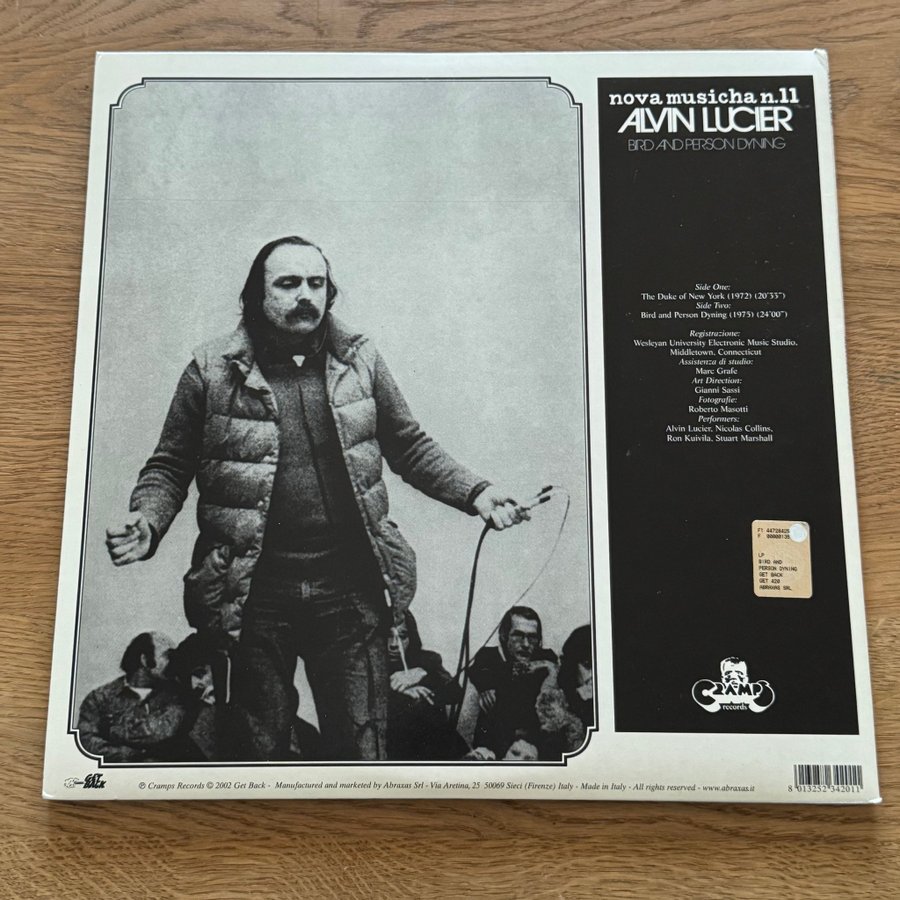 nova musicha n.11
ALVIN LUCIER
BIRD AND PERSON DYNING
Side One:
The Duke of New York (1972) (20'33")
Side Two:
Bird and Person Dyning (1975) (24'00")
Registrazione:
Wesleyan University Electronic Music Studio,
Middletown, Connecticut
Assistenza di studio:
Marc Grafe
Art Direction:
Gianni Sassi
Fotografie:
Roberto Masotti
Performers:
Alvin Lucier, Nicolas Collins,
Ron Kuivila, Stuart Marshall
LP
BIRD AND
PERSON DYNING
GET BACK
GET 420
ABRAXAS SRL
CRAMPS
records
GET
BACK
℗ Cramps Records © 2002 Get Back - Manufactured and marketed by Abraxas Srl - Via Aretina, 25 50069 Sieci (Firenze) Italy - Made in Italy - All rights reserved - www.abraxas.it
8 013252 342011